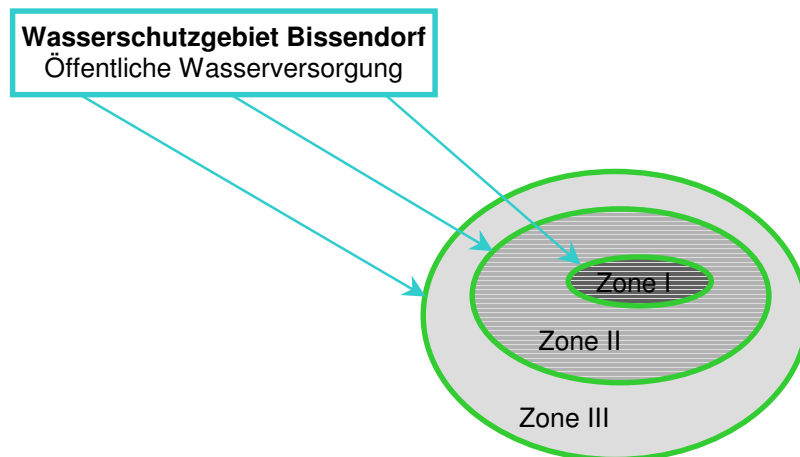 Wasserschutzgebiet Bissendorf
Öffentliche Wasserversorgung
Zone I
Zone II
Zone III